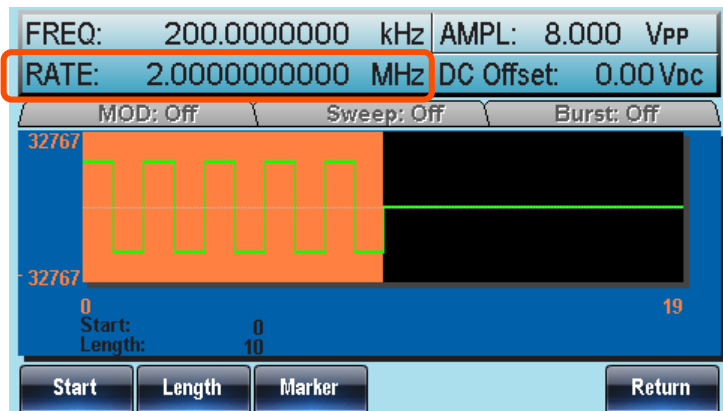 FREQ: 200.0000000 kHz AMPL: 8.000 VPP
RATE: 2.0000000000 MHz DC Offset: 0.00 VDC
MOD: Off Sweep: Off Burst: Off
32767
- 32767
0 19
Start: 0
Length: 10
Start Length Marker Return